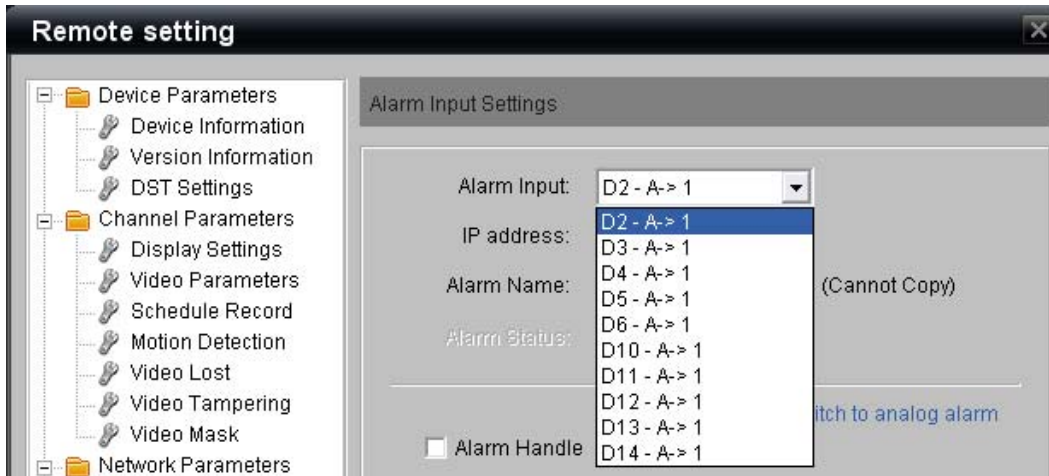 Remote setting
Device Parameters
Device Information
Version Information
DST Settings
Channel Parameters
Display Settings
Video Parameters
Schedule Record
Motion Detection
Video Lost
Video Tampering
Video Mask
Network Parameters
Alarm Input Settings
Alarm Input: D2 - A-> 1
D2 - A-> 1
D3 - A-> 1
D4 - A-> 1
D5 - A-> 1
D6 - A-> 1
D10 - A-> 1
D11 - A-> 1
D12 - A-> 1
D13 - A-> 1
D14 - A-> 1
IP address:
Alarm Name: (Cannot Copy)
Alarm Status:
to analog alarm
Alarm Handle